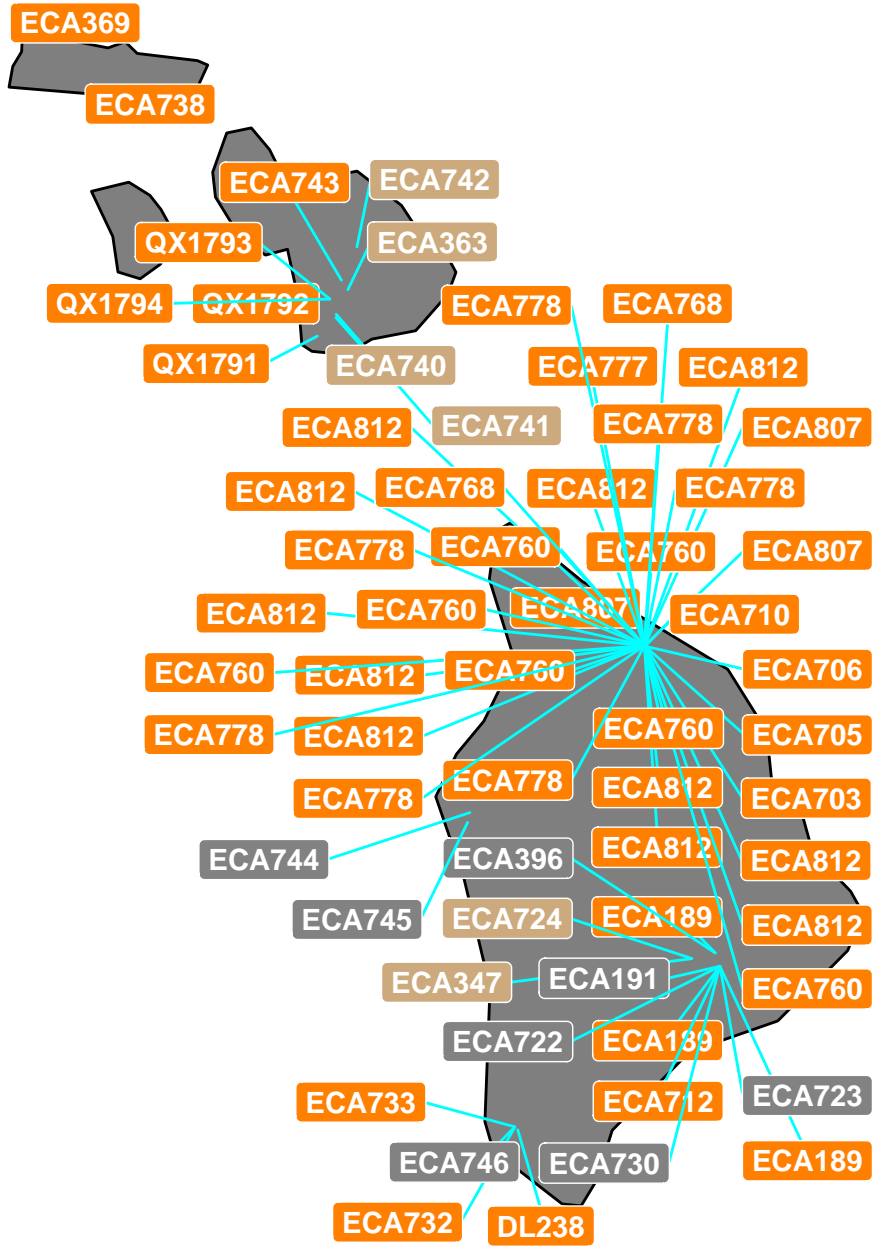 ECA369
ECA738
ECA743
ECA742
QX1793
ECA363
QX1794
QX1792
ECA778
ECA768
QX1791
ECA740
ECA777
ECA812
ECA812
ECA741
ECA778
ECA807
ECA812
ECA768
ECA812
ECA778
ECA778
ECA760
ECA760
ECA807
ECA812
ECA760
ECA807
ECA710
ECA760
ECA812
ECA760
ECA706
ECA778
ECA812
ECA760
ECA705
ECA778
ECA778
ECA812
ECA703
ECA744
ECA396
ECA812
ECA812
ECA745
ECA724
ECA189
ECA812
ECA347
ECA191
ECA760
ECA722
ECA189
ECA733
ECA712
ECA723
ECA746
ECA730
ECA189
ECA732
DL238